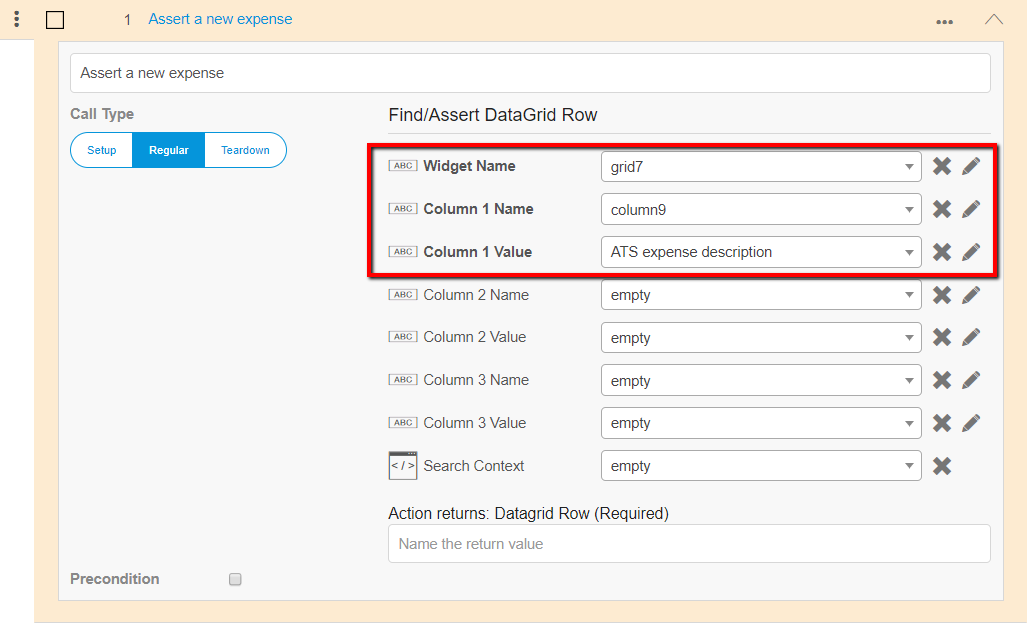 1 Assert a new expense
Assert a new expense
Call Type
Setup Regular Teardown
Find/Assert DataGrid Row
ABC Widget Name grid7
ABC Column 1 Name column9
ABC Column 1 Value ATS expense description
ABC Column 2 Name empty
ABC Column 2 Value empty
ABC Column 3 Name empty
ABC Column 3 Value empty
</> Search Context empty
Action returns: Datagrid Row (Required)
Name the return value
Precondition